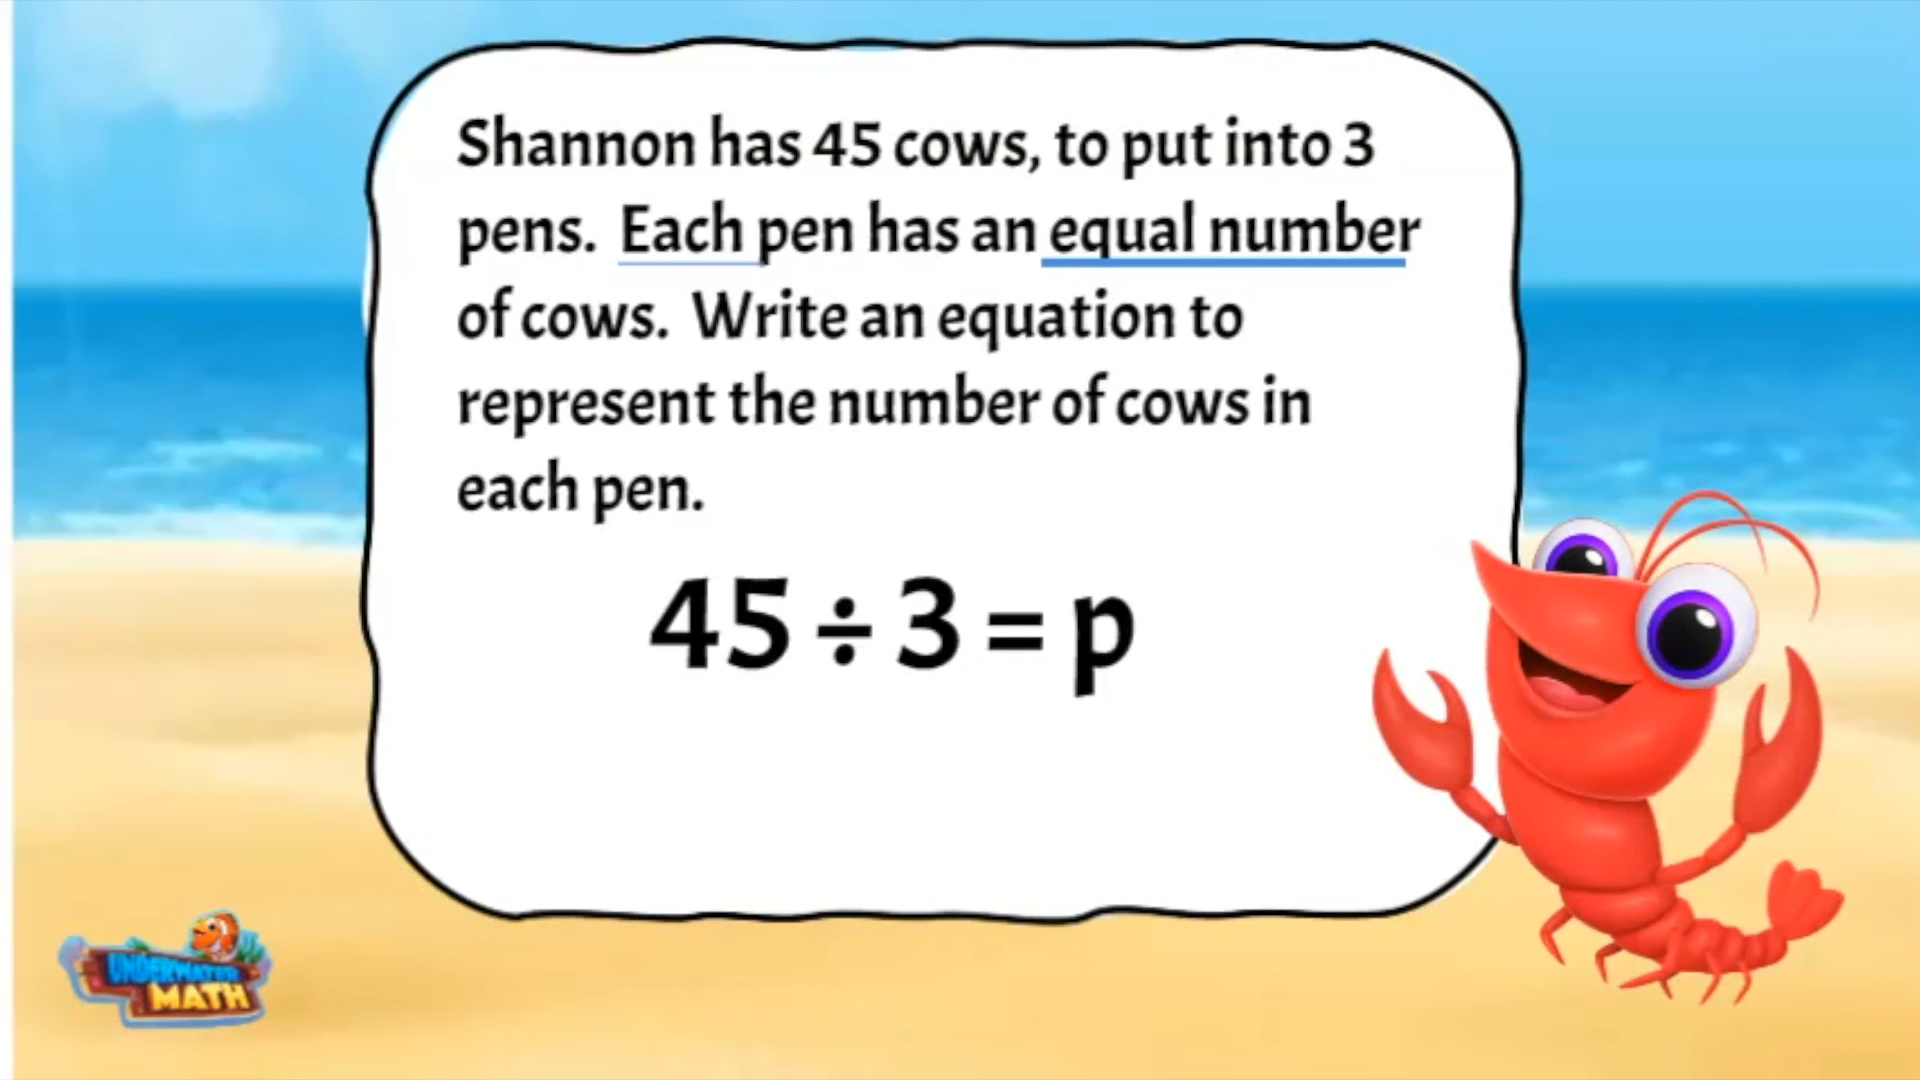 Shannon has 45 cows, to put into 3
pens. Each pen has an equal number
of cows. Write an equation to
represent the number of cows in
each pen.
45 ÷ 3 = p
UNDERWATER
MATH